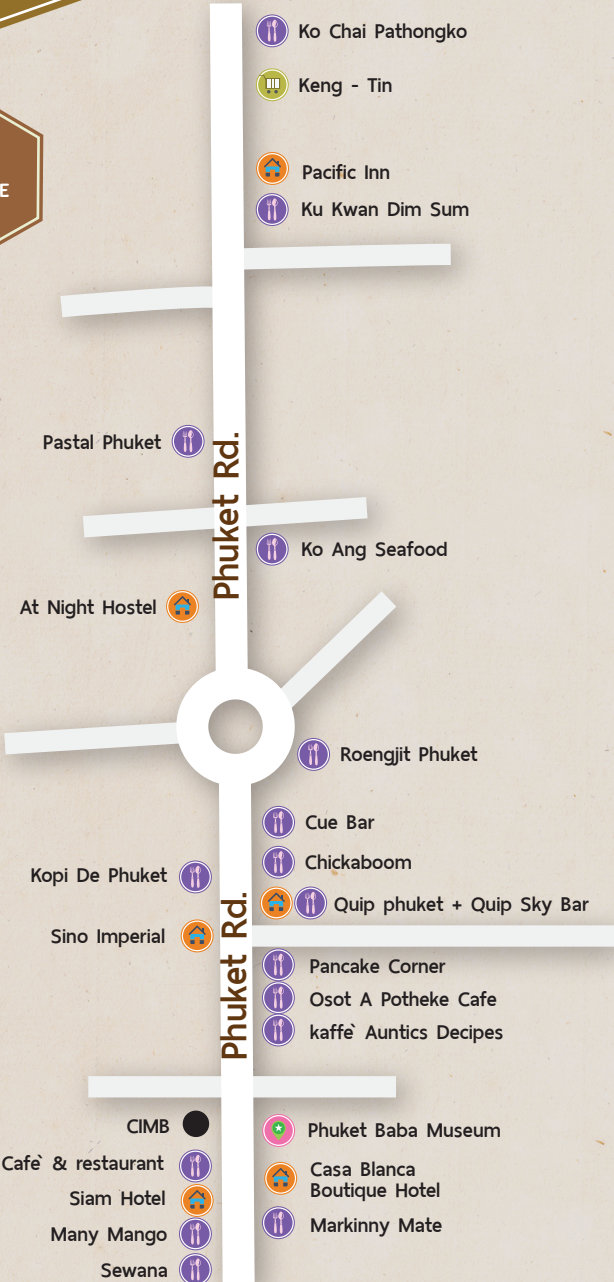 Ko Chai Pathongko
Keng - Tin
E
Pacific Inn
Ku Kwan Dim Sum
Pastal Phuket
Phuket Rd.
Ko Ang Seafood
At Night Hostel
Roengjit Phuket
Cue Bar
Chickaboom
Kopi De Phuket
Quip phuket + Quip Sky Bar
Sino Imperial
Phuket Rd.
Pancake Corner
Osot A Potheke Cafe
kaffe` Auntics Decipes
CIMB
Phuket Baba Museum
Cafe` & restaurant
Casa Blanca
Boutique Hotel
Siam Hotel
Many Mango
Markinny Mate
Sewana